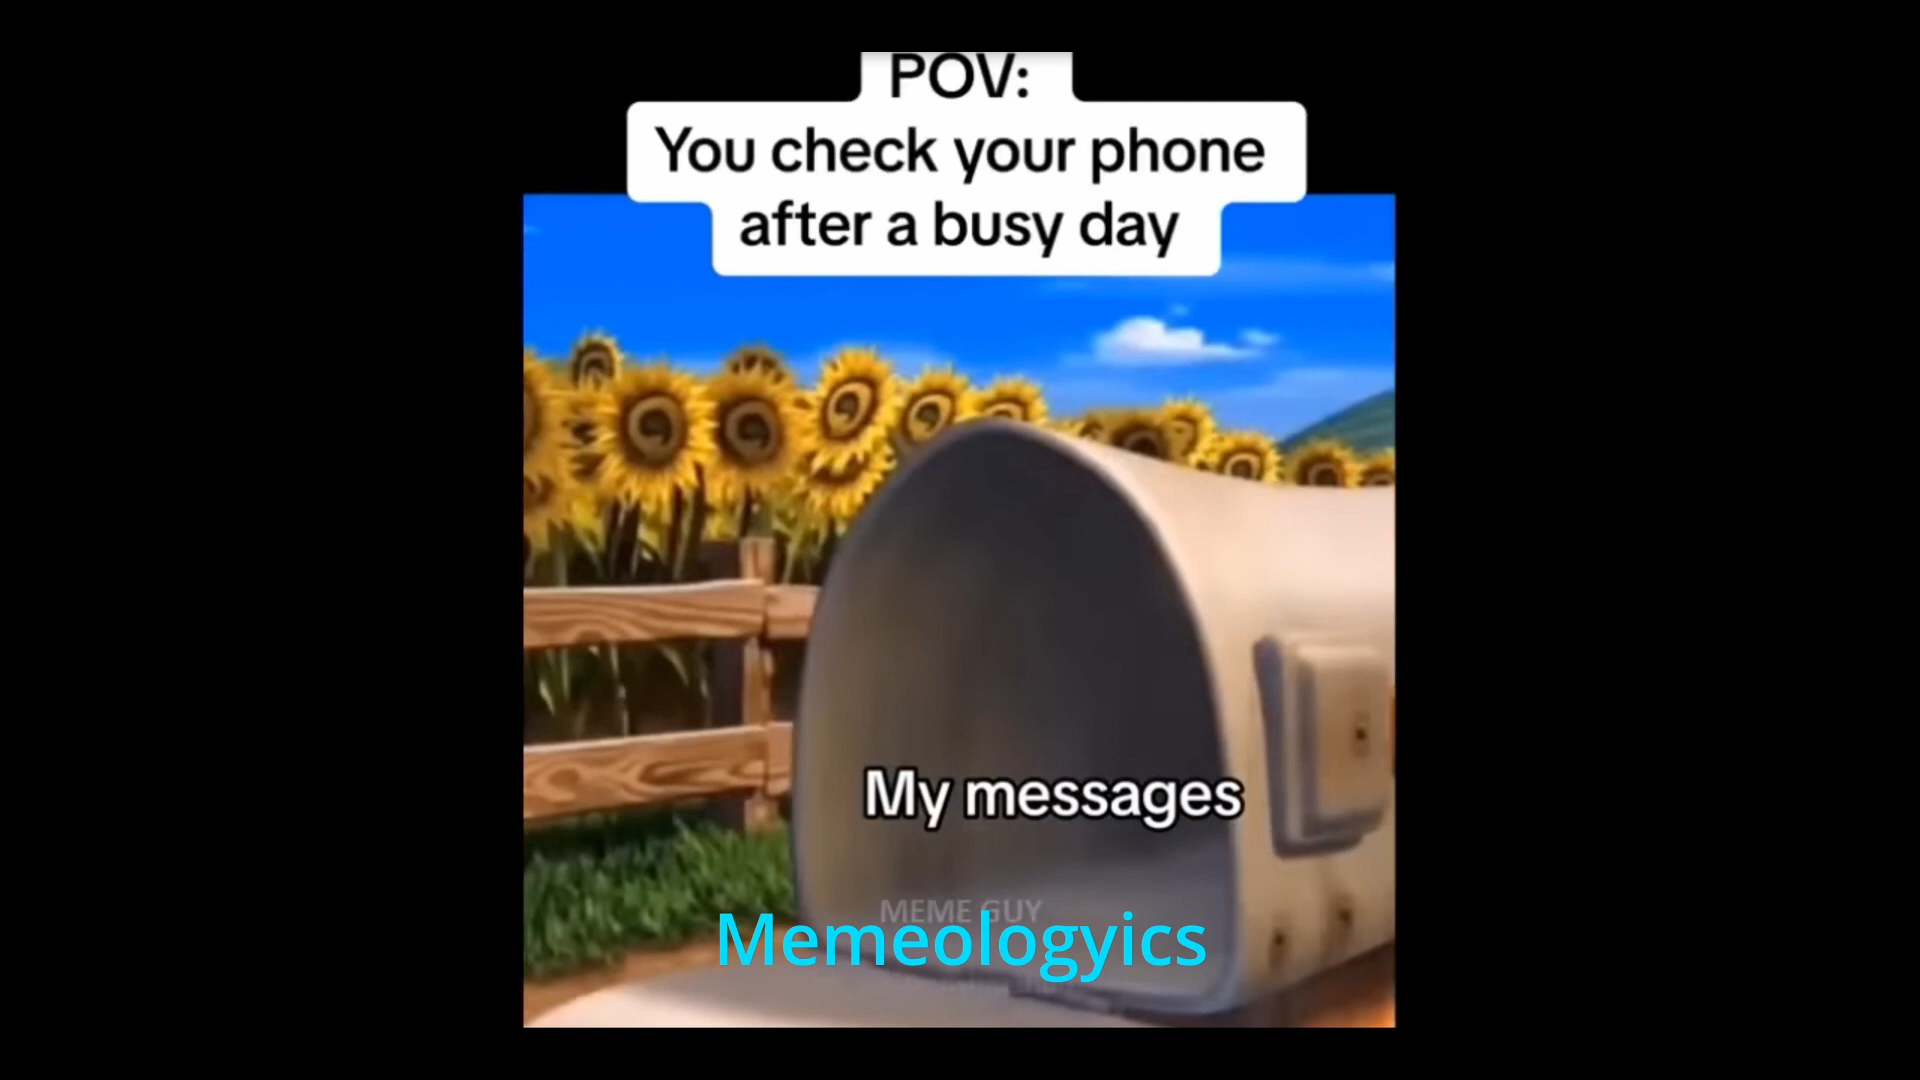 POV:
You check your phone
after a busy day
My messages
MEME GUY
Memeologyics